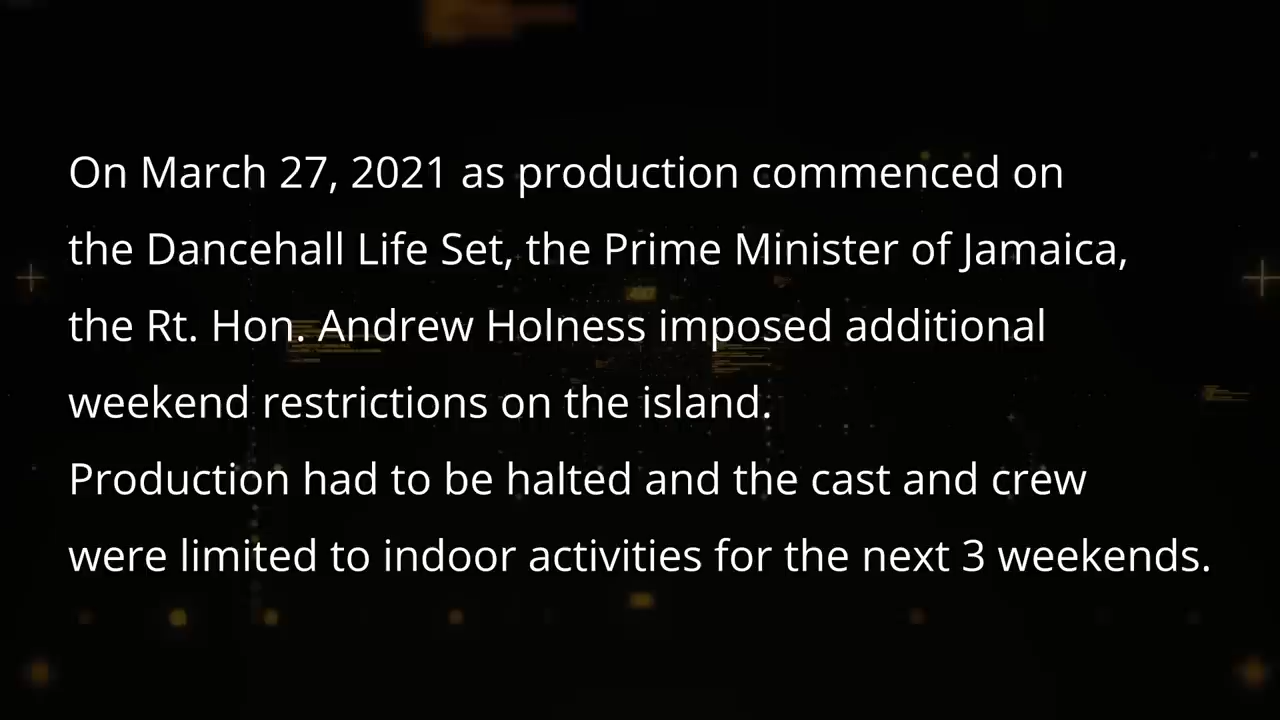 On March 27, 2021 as production commenced on
the Dancehall Life Set, the Prime Minister of Jamaica,
the Rt. Hon. Andrew Holness imposed additional
weekend restrictions on the island.
Production had to be halted and the cast and crew
were limited to indoor activities for the next 3 weekends.